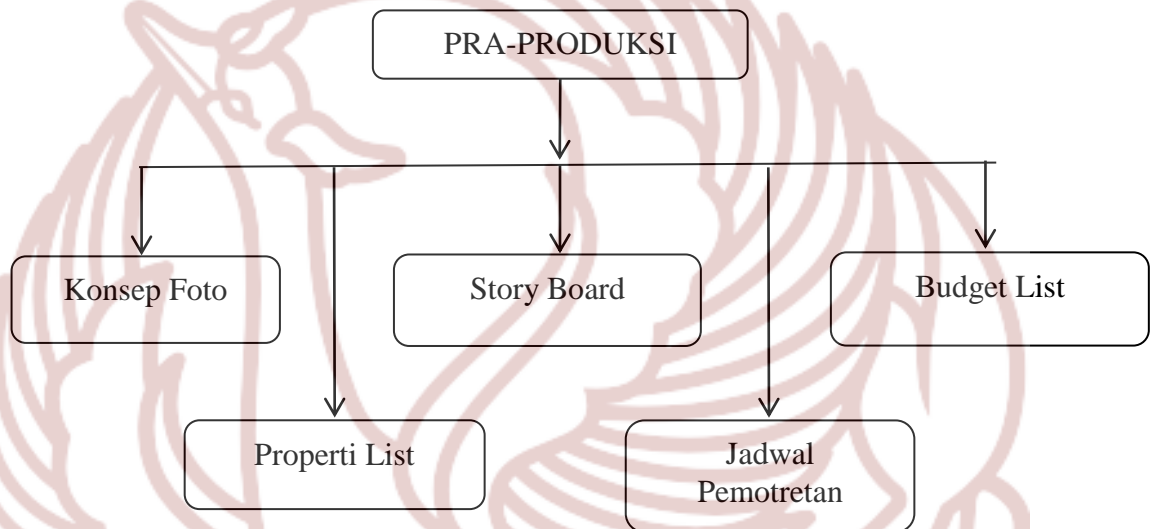 PRA-PRODUKSI
Konsep Foto
Story Board
Budget List
Properti List
Jadwal
Pemotretan